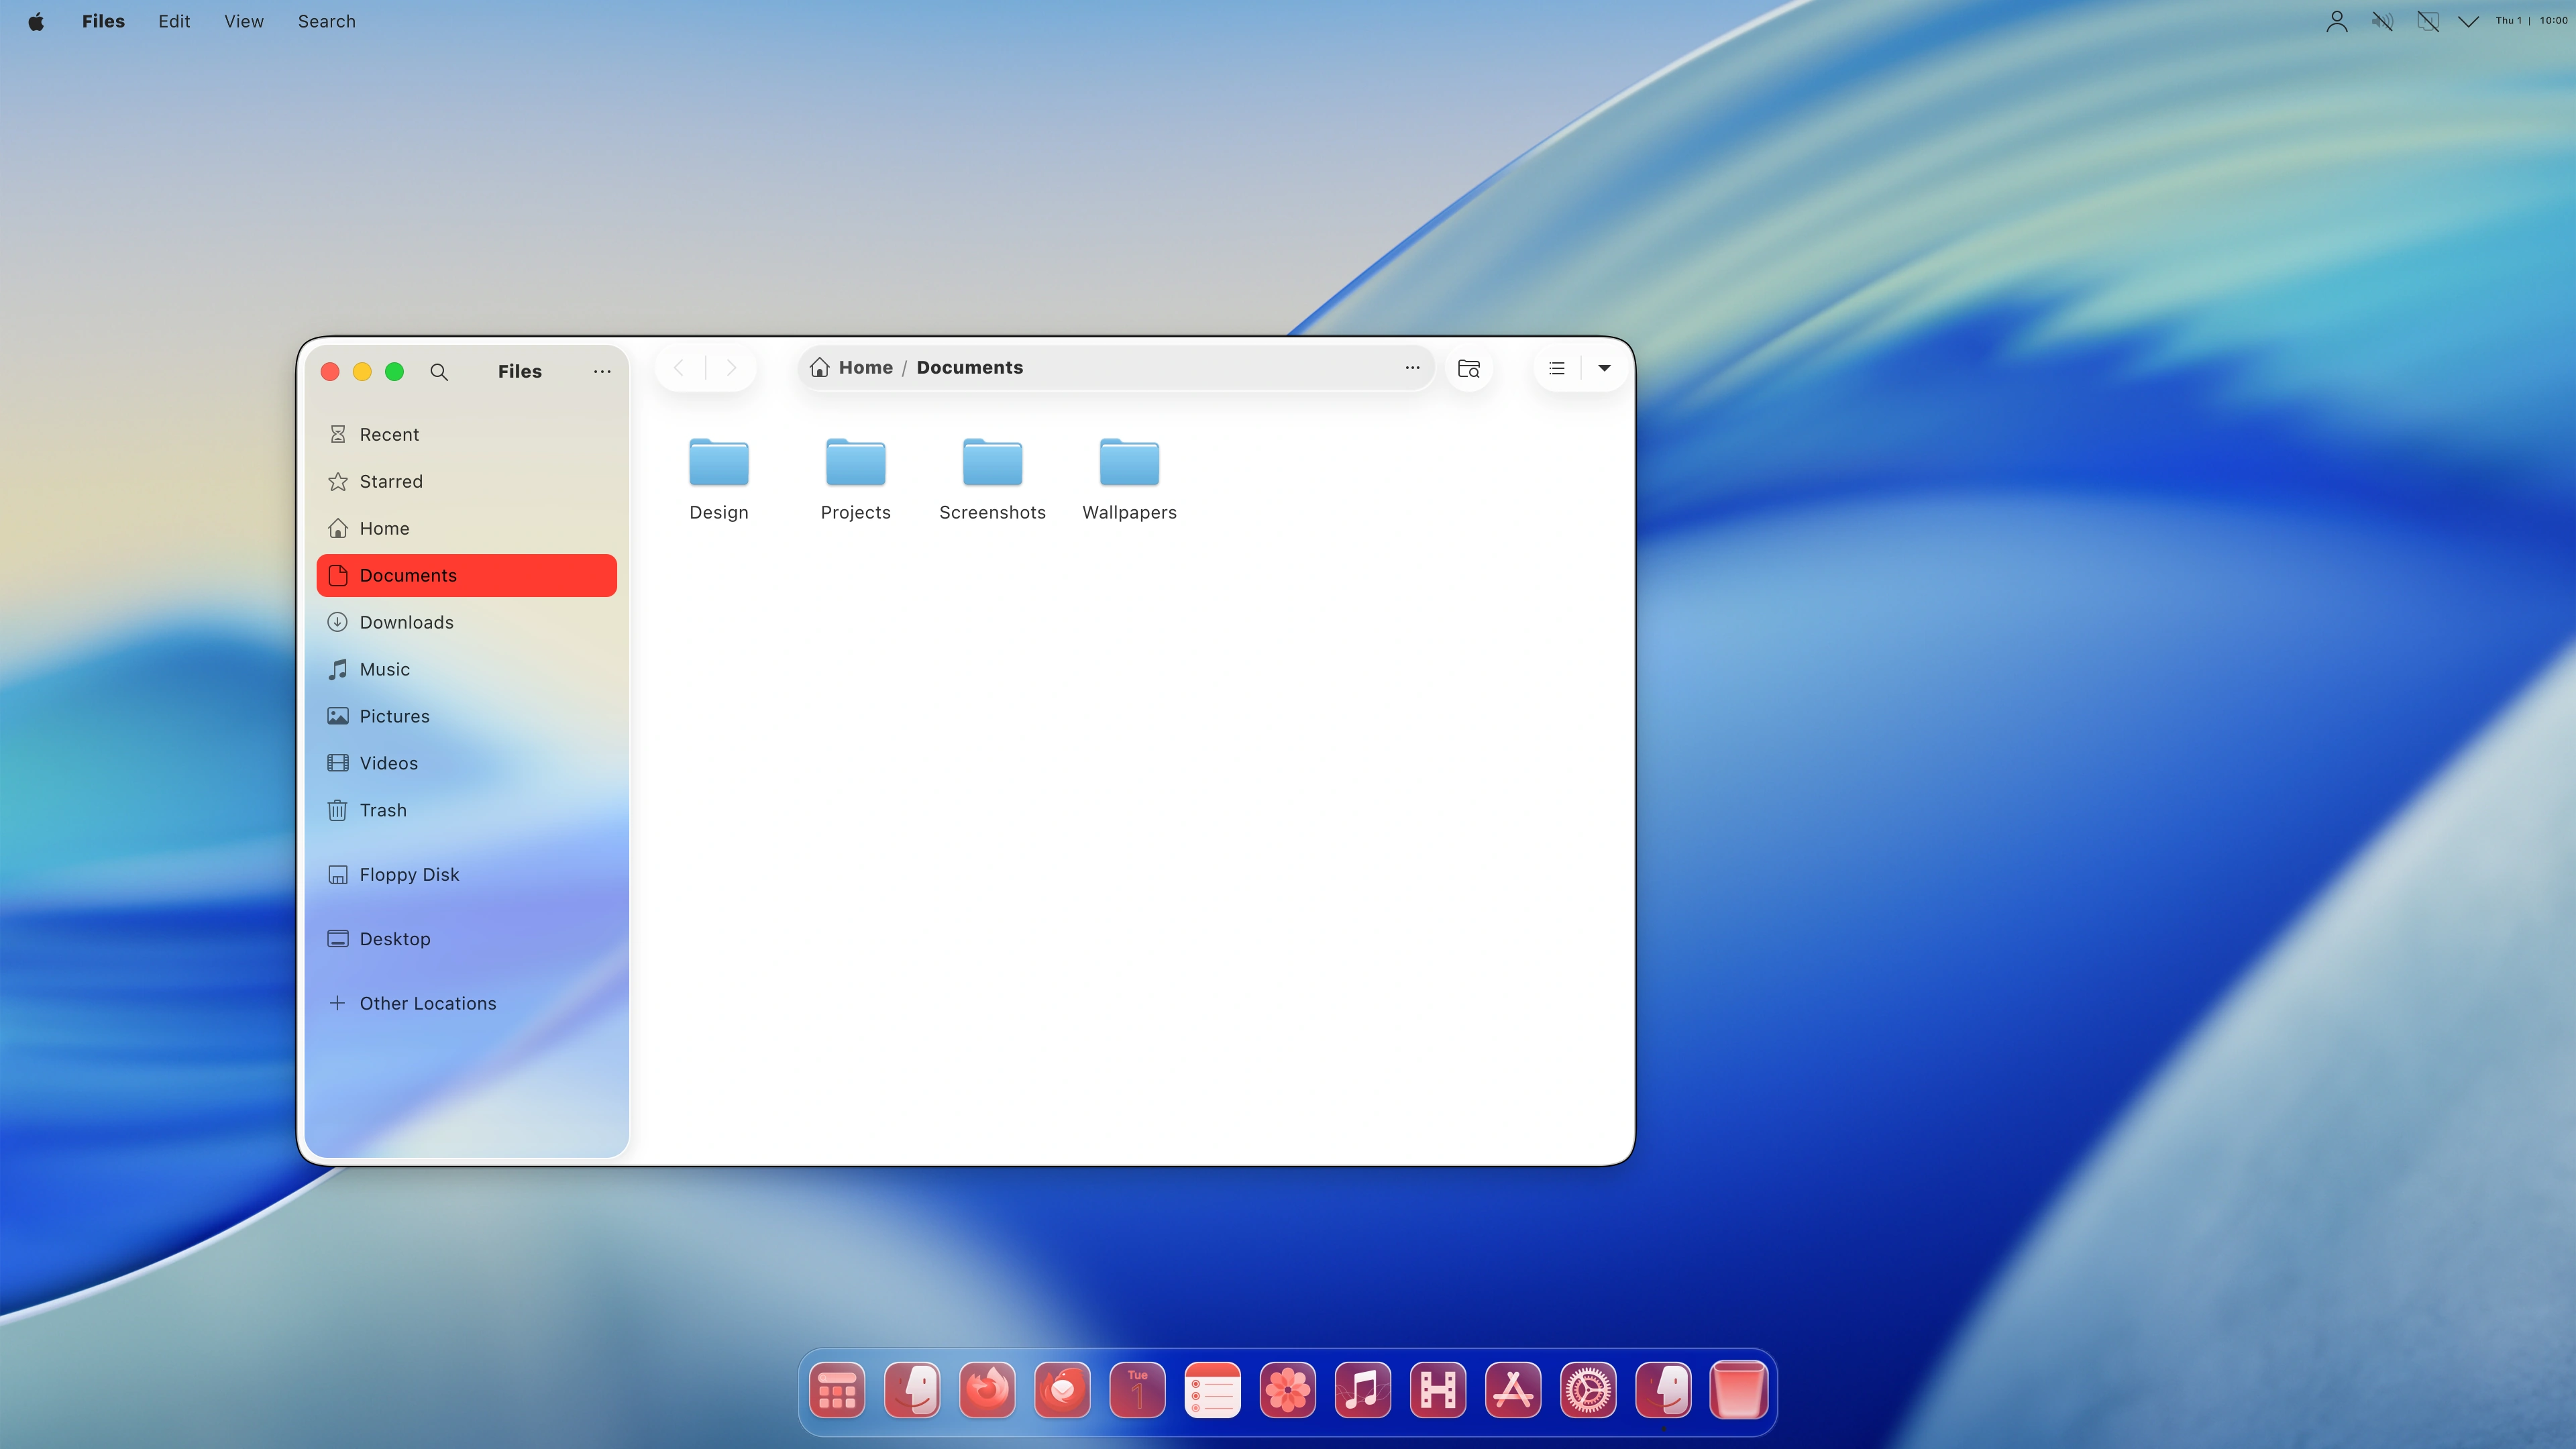 Files Edit View Search
Thu 1 | 10:00
Files
Home / Documents
Recent
Starred
Home
Documents
Downloads
Music
Pictures
Videos
Trash
Floppy Disk
Desktop
Other Locations
Design Projects Screenshots Wallpapers
Tue
1